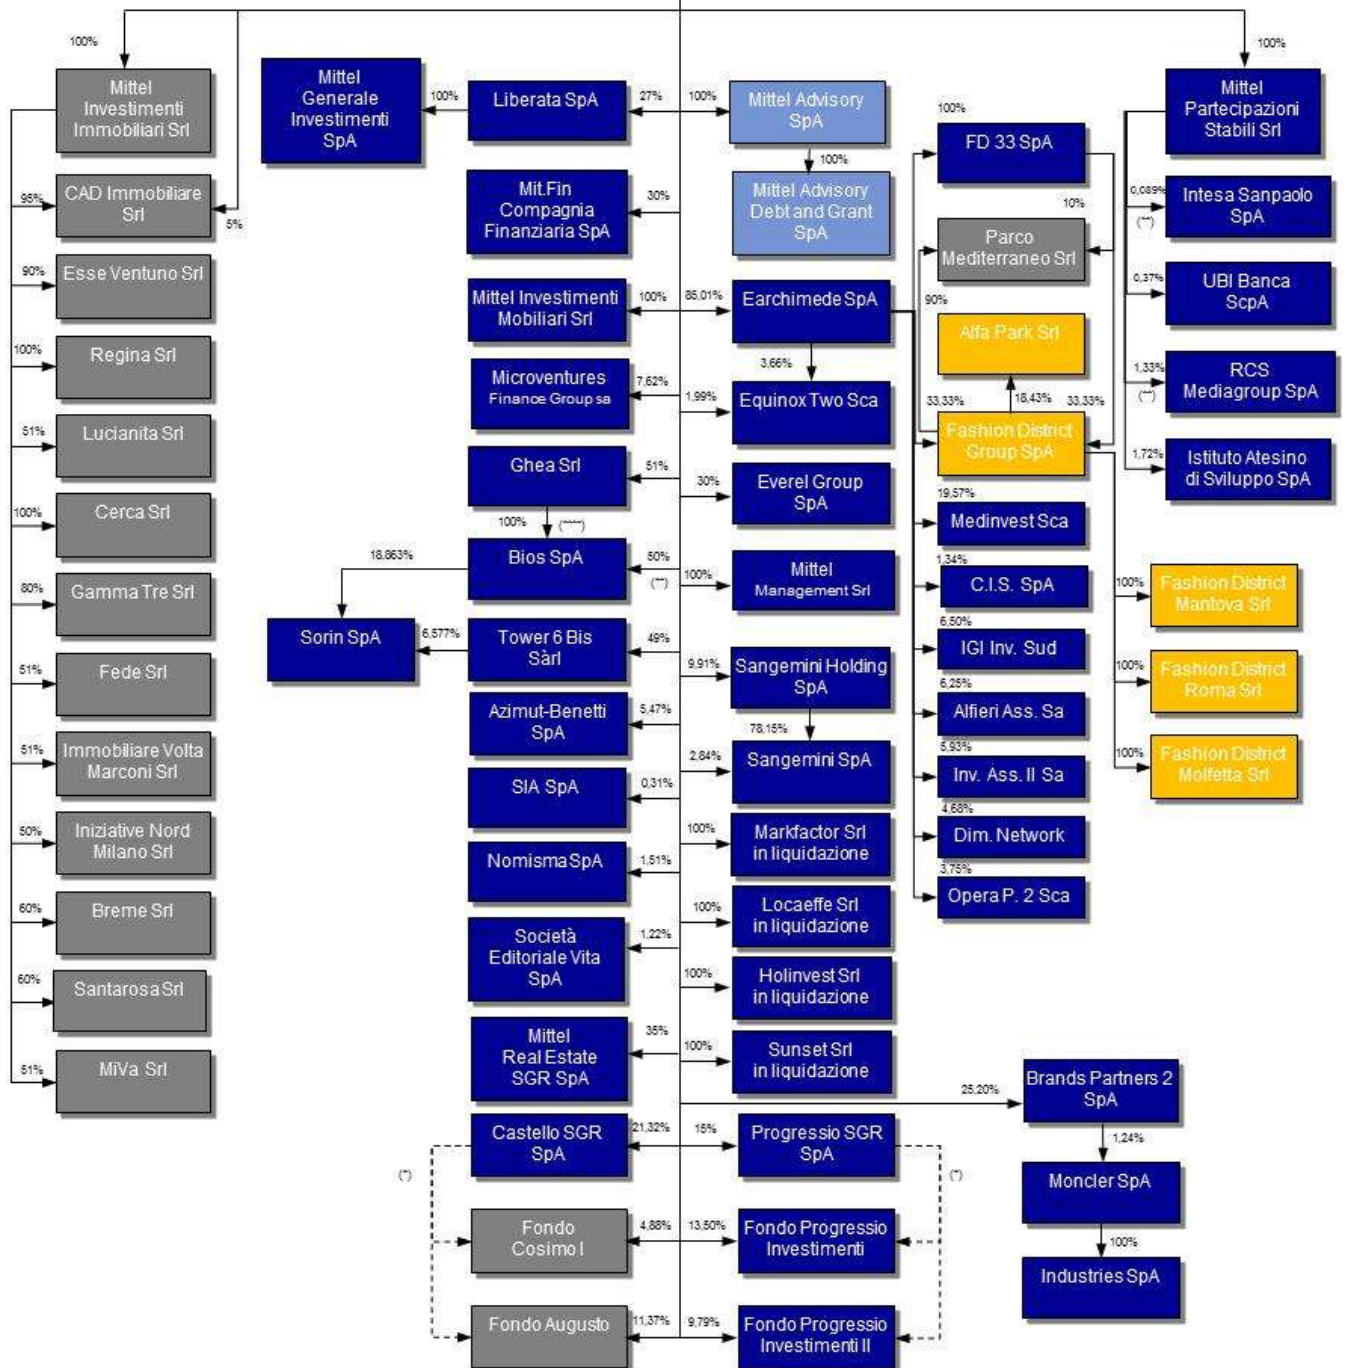 100%
100%
Mittel
Investimenti
Immobiliari Srl
95%
CAD Immobiliare
Srl
5%
90%
Esse Ventuno Srl
100%
Regina Srl
51%
Lucianita Srl
100%
Cerca Srl
80%
Gamma Tre Srl
51%
Fede Srl
51%
Immobiliare Volta
Marconi Srl
50%
Iniziative Nord
Milano Srl
60%
Breme Srl
60%
Santarosa Srl
51%
MiVa Srl
Mittel
Generale
Investimenti
SpA
100%
Liberata SpA
27%
100%
Mittel Advisory
SpA
100%
Mittel Advisory
Debt and Grant
SpA
Mit.Fin
Compagnia
Finanziaria SpA
30%
Mittel Investimenti
Mobiliari Srl
100%
85,01%
Earchimede SpA
3,66%
Microventures
Finance Group sa
7,62%
1,99%
Equinox Two Sca
Ghea Srl
51%
30%
Everel Group
SpA
100%
(****)
18,863%
Bios SpA
50%
(**)
100%
Mittel
Management Srl
Sorin SpA
6,577%
Tower 6 Bis
Sàrl
49%
9,91%
Sangemini Holding
SpA
78,15%
Azimut-Benetti
SpA
5,47%
2,84%
Sangemini SpA
SIA SpA
0,31%
100%
Markfactor Srl
in liquidazione
Nomisma SpA
1,51%
100%
Locaeffe Srl
in liquidazione
Società
Editoriale Vita
SpA
1,22%
100%
Holinvest Srl
in liquidazione
Mittel
Real Estate
SGR SpA
35%
100%
Sunset Srl
in liquidazione
Castello SGR
SpA
21,32%
15%
Progressio SGR
SpA
(*)
(*)
Fondo
Cosimo I
4,88%
13,50%
Fondo Progressio
Investimenti
Fondo Augusto
11,37%
9,79%
Fondo Progressio
Investimenti II
100%
FD 33 SpA
10%
Parco
Mediterraneo Srl
90%
Alfa Park Srl
33,33%
18,43%
33,33%
Fashion District
Group SpA
19,57%
Medinvest Sca
1,34%
C.I.S. SpA
6,50%
IGI Inv. Sud
6,25%
Alfieri Ass. Sa
5,93%
Inv. Ass. II Sa
4,68%
Dim. Network
3,75%
Opera P. 2 Sca
Mittel
Partecipazioni
Stabili Srl
0,089%
(**)
Intesa Sanpaolo
SpA
0,37%
UBI Banca
ScpA
1,33%
(**)
RCS
Mediagroup SpA
1,72%
Istituto Atesino
di Sviluppo SpA
100%
Fashion District
Mantova Srl
100%
Fashion District
Roma Srl
100%
Fashion District
Molfetta Srl
25,20%
Brands Partners 2
SpA
1,24%
Moncler SpA
100%
Industries SpA